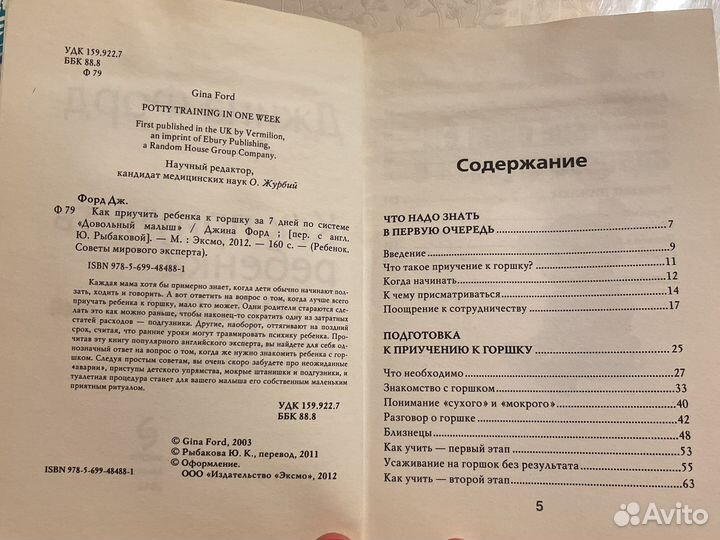 УДК 159.922.7
ББК 88.8
Ф 79
Gina Ford
POTTY TRAINING IN ONE WEEK
First published in the UK by Vermilion,
an imprint of Ebury Publishing,
a Random House Group Company.
Научный редактор,
кандидат медицинских наук О. Журбий
Форд Дж.
Ф 79 Как приучить ребенка к горшку за 7 дней по системе
«Довольный малыш» / Джина Форд ; [пер. с англ.
Ю. Рыбаковой]. — М. : Эксмо, 2012. — 160 с. — (Ребенок.
Советы мирового эксперта).
ISBN 978-5-699-48488-1
Каждая мама хотя бы примерно знает, когда дети обычно начинают пол-
зать, ходить и говорить. А вот ответить на вопрос о том, когда лучше всего
приучать ребенка к горшку, мало кто может. Одни родители стараются сде-
лать это как можно раньше, чтобы наконец-то сократить одну из затратных
статей расходов — подгузники. Другие, наоборот, оттягивают на поздний
срок, считая, что ранние уроки могут травмировать психику ребенка. Про-
читав эту книгу популярного английского эксперта, вы найдете для себя од-
нозначный ответ на вопрос о том, когда же нужно знакомить ребенка с гор-
шком. Следуя простым советам, вы очень скоро забудете про неожиданные
«аварии», приступы детского упрямства, мокрые штанишки и подгузники, и
туалетная процедура станет для вашего малыша его собственным маленьким
приятным ритуалом.
УДК 159.922.7
ББК 88.8
© Gina Ford, 2003
© Рыбакова Ю. К., перевод, 2011
© Оформление.
ISBN 978-5-699-48488-1 ООО «Издательство «Эксмо», 2012
Содержание
ЧТО НАДО ЗНАТЬ
В ПЕРВУЮ ОЧЕРЕДЬ 7
Введение 9
Что такое приучение к горшку? 11
Когда начинать 12
К чему присматриваться 14
Поощрение к сотрудничеству 17
ПОДГОТОВКА
К ПРИУЧЕНИЮ К ГОРШКУ 25
Что необходимо 27
Знакомство с горшком 33
Понимание «сухого» и «мокрого» 40
Разговор о горшке 42
Близнецы 48
Как учить — первый этап 53
Усаживание на горшок без результата 55
Как учить — второй этап 63
5
Avito